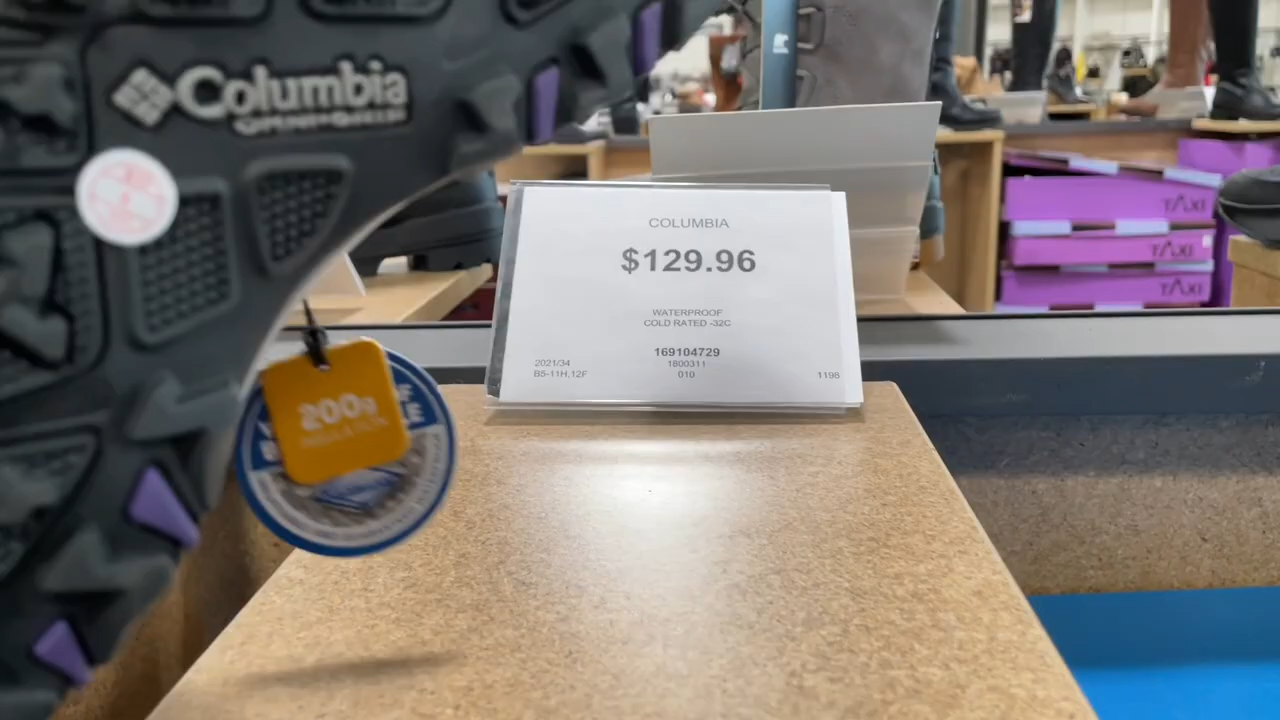 Columbia
COLUMBIA
$129.96
WATERPROOF
COLD RATED -32C
169104729
2021/34
1800311
B5-11H,12F
010
1198
200g
INSULATION
TAXI
TAXI
TAXI